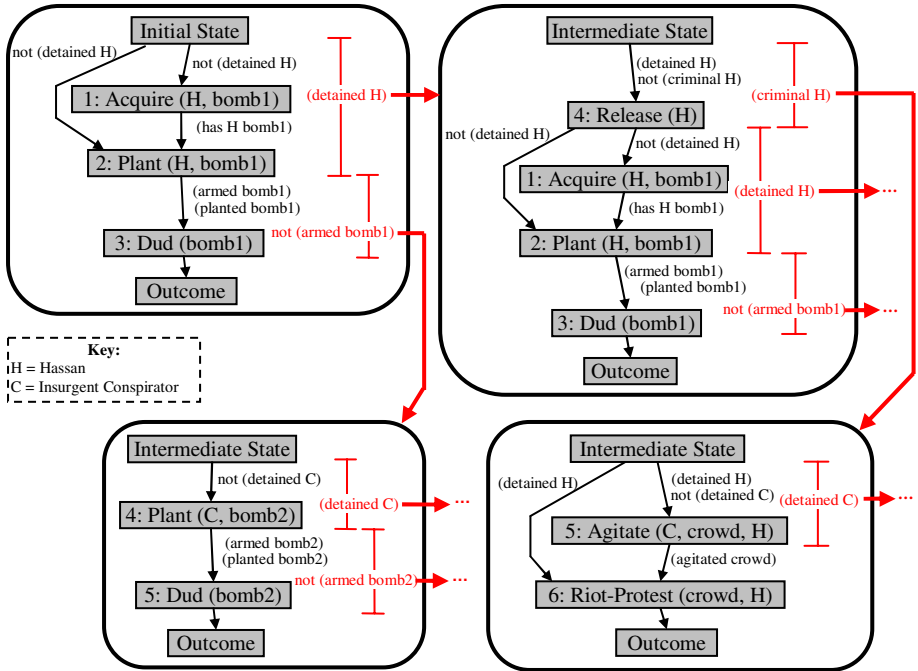 Initial State
not (detained H)
not (detained H)
1: Acquire (H, bomb1)
(has H bomb1)
2: Plant (H, bomb1)
(armed bomb1)
(planted bomb1)
3: Dud (bomb1)
Outcome
(detained H)
not (armed bomb1)
Intermediate State
(detained H)
not (criminal H)
4: Release (H)
not (detained H)
not (detained H)
1: Acquire (H, bomb1)
(has H bomb1)
2: Plant (H, bomb1)
(armed bomb1)
(planted bomb1)
3: Dud (bomb1)
Outcome
(criminal H)
(detained H)
...
not (armed bomb1)
...
Key:
H = Hassan
C = Insurgent Conspirator
Intermediate State
not (detained C)
4: Plant (C, bomb2)
(armed bomb2)
(planted bomb2)
5: Dud (bomb2)
Outcome
(detained C)
...
not (armed bomb2)
...
Intermediate State
(detained H)
(detained H)
not (detained C)
5: Agitate (C, crowd, H)
(agitated crowd)
6: Riot-Protest (crowd, H)
Outcome
(detained C)
...